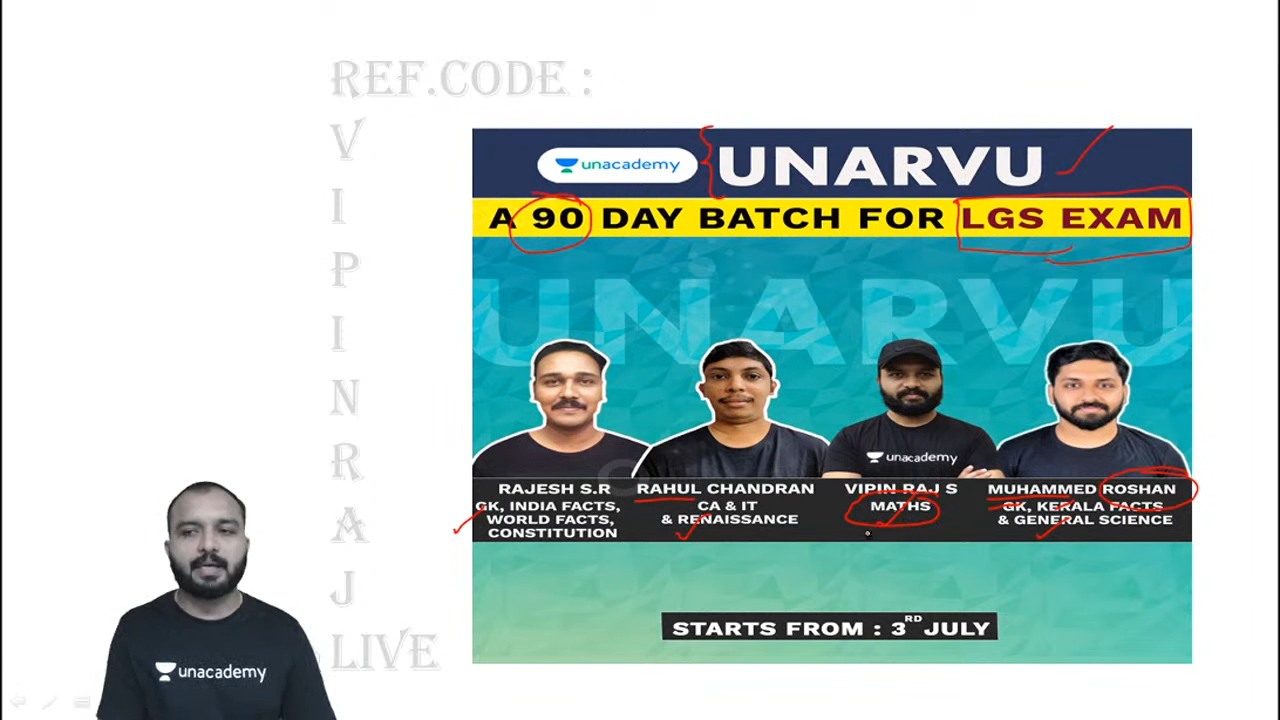 REF.CODE :
V
I
P
I
N
R
A
J
LIVE
unacademy
UNARVU
A 90 DAY BATCH FOR LGS EXAM
UNARVU
unacademy
RAJESH S.R
GK, INDIA FACTS,
WORLD FACTS,
CONSTITUTION
RAHUL CHANDRAN
CA & IT
& RENAISSANCE
VIPIN RAJ S
MATHS
MUHAMMED ROSHAN
GK, KERALA FACTS
& GENERAL SCIENCE
STARTS FROM : 3RD JULY
unacademy